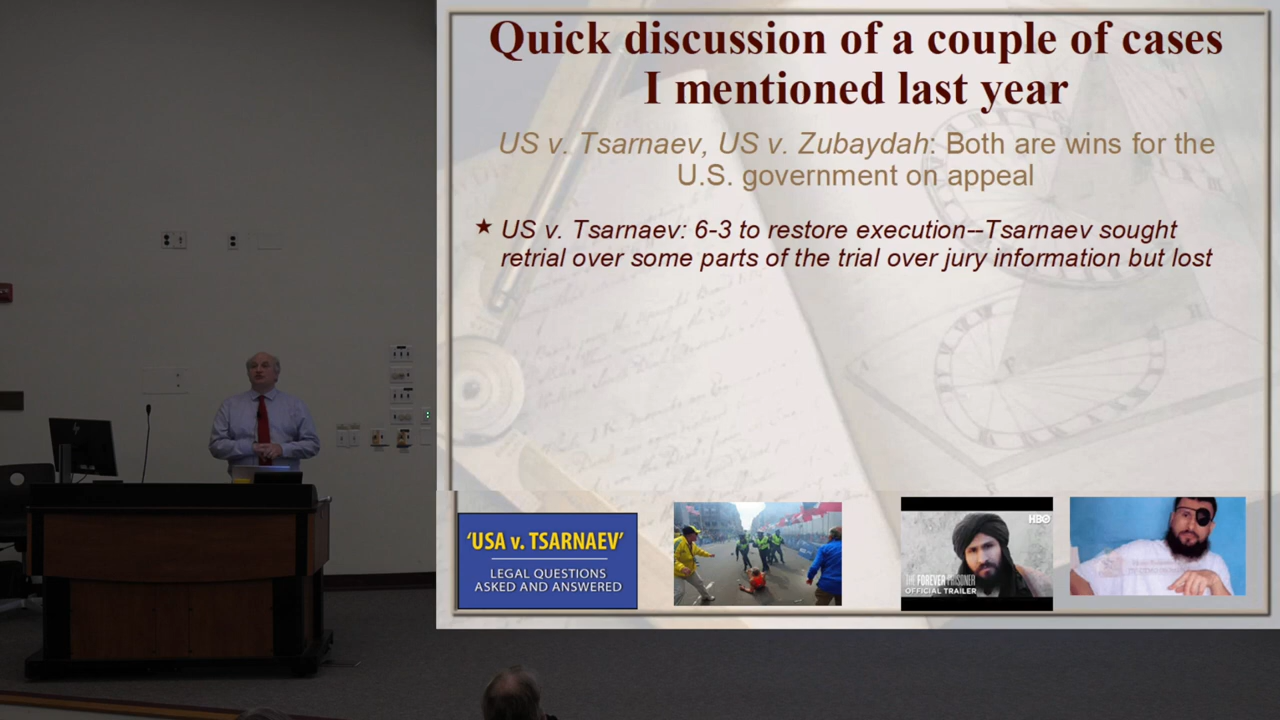 Quick discussion of a couple of cases
I mentioned last year
US v. Tsarnaev, US v. Zubaydah: Both are wins for the
U.S. government on appeal
★ US v. Tsarnaev: 6-3 to restore execution--Tsarnaev sought
retrial over some parts of the trial over jury information but lost
'USA v. TSARNAEV'
LEGAL QUESTIONS
ASKED AND ANSWERED
HBO
THE FOREVER PRISONER
OFFICIAL TRAILER